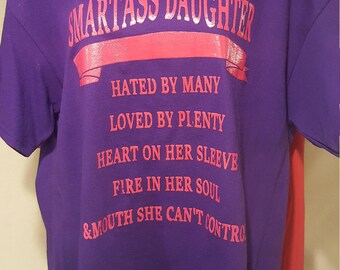 SMARTASS DAUGHTER
HATED BY MANY
LOVED BY PLENTY
HEART ON HER SLEEVE
FIRE IN HER SOUL
&MOUTH SHE CAN'T CONTROL